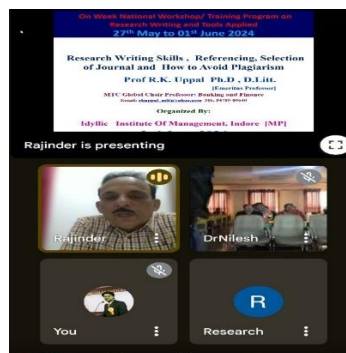 On Week National Workshop/ Training Program on
Research Writing and Tools Applied
27th May to 01st June 2024
Research Writing Skills , Referencing, Selection
of Journal and How to Avoid Plagiarism
Prof R.K. Uppal Ph.D , D.Litt.
[Emeritus Professor]
MTC Global Chair Professor: Banking and Finance
Organized By:
Idyllic Institute Of Management, Indore [MP]
Rajinder is presenting
Rajinder
DrNilesh
You
R
Research